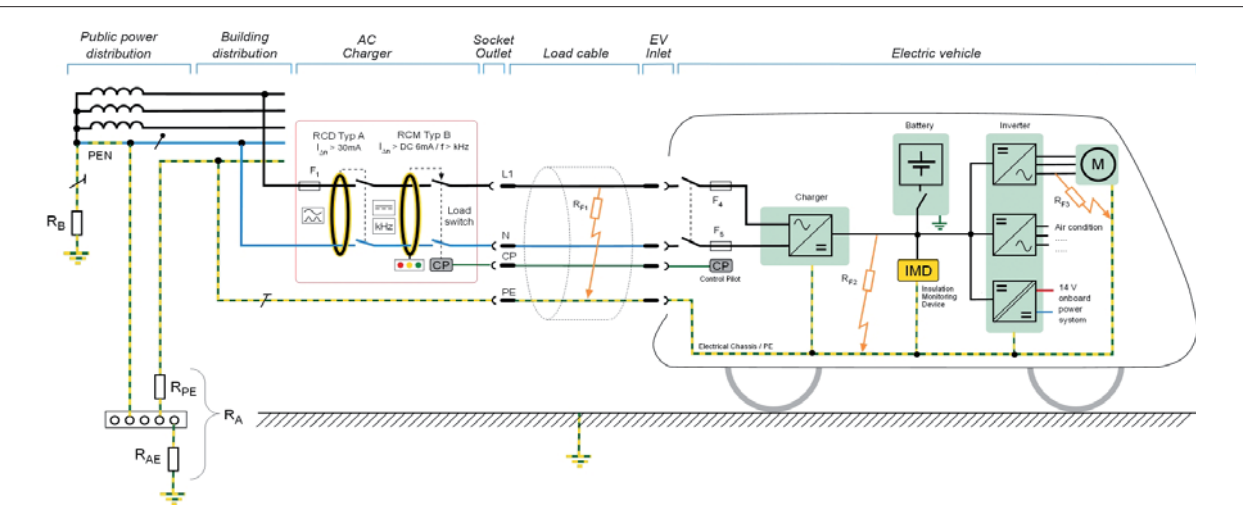 Public power
distribution
Building
distribution
AC
Charger
Socket
Outlet
Load cable
EV
Inlet
Electric vehicle
PEN
RCD Typ A
IΔn > 30mA
RCM Typ B
IΔn > DC 6mA / f > kHz
F1
kHz
Load
switch
CP
L1
N
CP
PE
RF1
RB
RPE
RA
RAE
F4
F5
CP
Control Pilot
Charger
Battery
Inverter
M
RF2
RF3
IMD
Insulation
Monitoring
Device
Air condition
.....
.....
14 V
onboard
power
system
Electrical Chassis / PE